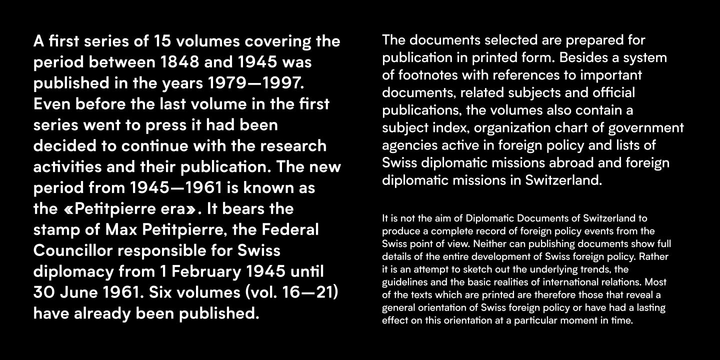 A first series of 15 volumes covering the
period between 1848 and 1945 was
published in the years 1979—1997.
Even before the last volume in the first
series went to press it had been
decided to continue with the research
activities and their publication. The new
period from 1945—1961 is known as
the «Petitpierre era». It bears the
stamp of Max Petitpierre, the Federal
Councillor responsible for Swiss
diplomacy from 1 February 1945 until
30 June 1961. Six volumes (vol. 16—21)
have already been published.
The documents selected are prepared for
publication in printed form. Besides a system
of footnotes with references to important
documents, related subjects and official
publications, the volumes also contain a
subject index, organization chart of government
agencies active in foreign policy and lists of
Swiss diplomatic missions abroad and foreign
diplomatic missions in Switzerland.
It is not the aim of Diplomatic Documents of Switzerland to
produce a complete record of foreign policy events from the
Swiss point of view. Neither can publishing documents show full
details of the entire development of Swiss foreign policy. Rather
it is an attempt to sketch out the underlying trends, the
guidelines and the basic realities of international relations. Most
of the texts which are printed are therefore those that reveal a
general orientation of Swiss foreign policy or have had a lasting
effect on this orientation at a particular moment in time.